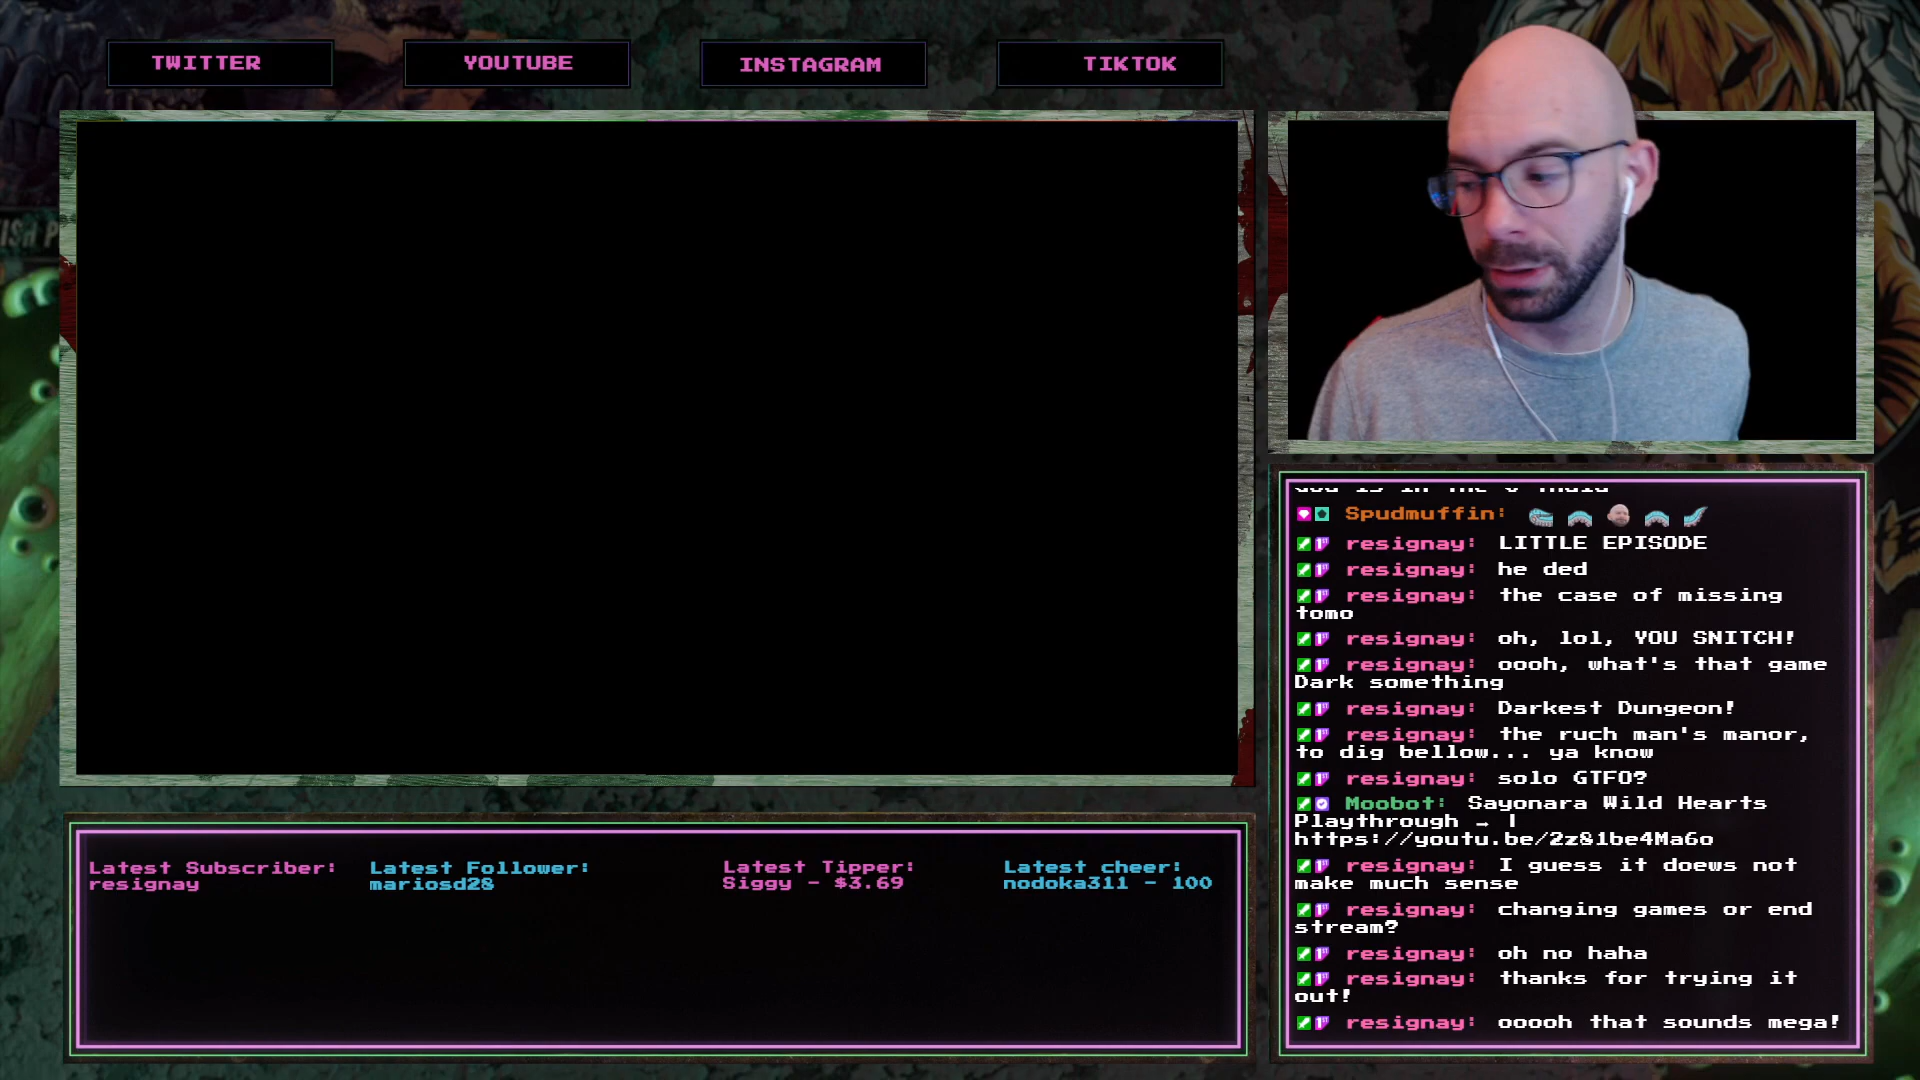 TWITTER
YOUTUBE
INSTAGRAM
TIKTOK
Spudmuffin:
resignay: LITTLE EPISODE
resignay: he ded
resignay: the case of missing
tomo
resignay: oh, lol, YOU SNITCH!
resignay: oooh, what's that game
Dark something
resignay: Darkest Dungeon!
resignay: the ruch man's manor,
to dig bellow... ya know
resignay: solo GTFO?
Moobot: Sayonara Wild Hearts
Playthrough → |
https://youtu.be/2z&1be4Ma6o
resignay: I guess it doews not
make much sense
resignay: changing games or end
stream?
resignay: oh no haha
resignay: thanks for trying it
out!
resignay: ooooh that sounds mega!
Latest Subscriber:
resignay
Latest Follower:
mariosd28
Latest Tipper:
Siggy - $3.69
Latest cheer:
nodoka311 - 100